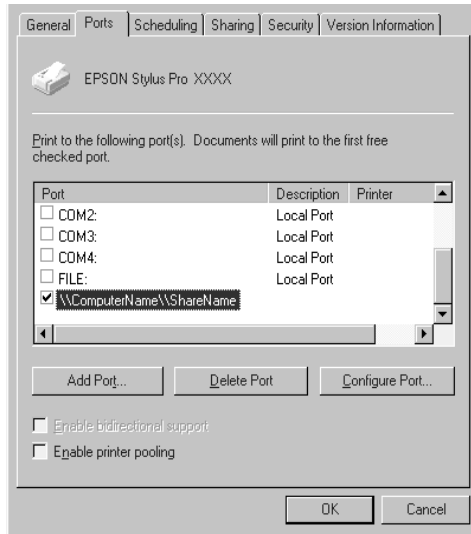 General Ports Scheduling Sharing Security Version Information
EPSON Stylus Pro XXXX
Print to the following port(s). Documents will print to the first free
checked port.
Port Description Printer
COM2: Local Port
COM3: Local Port
COM4: Local Port
FILE: Local Port
\\ComputerName\\ShareName
Add Port... Delete Port Configure Port...
Enable bidirectional support
Enable printer pooling
OK Cancel